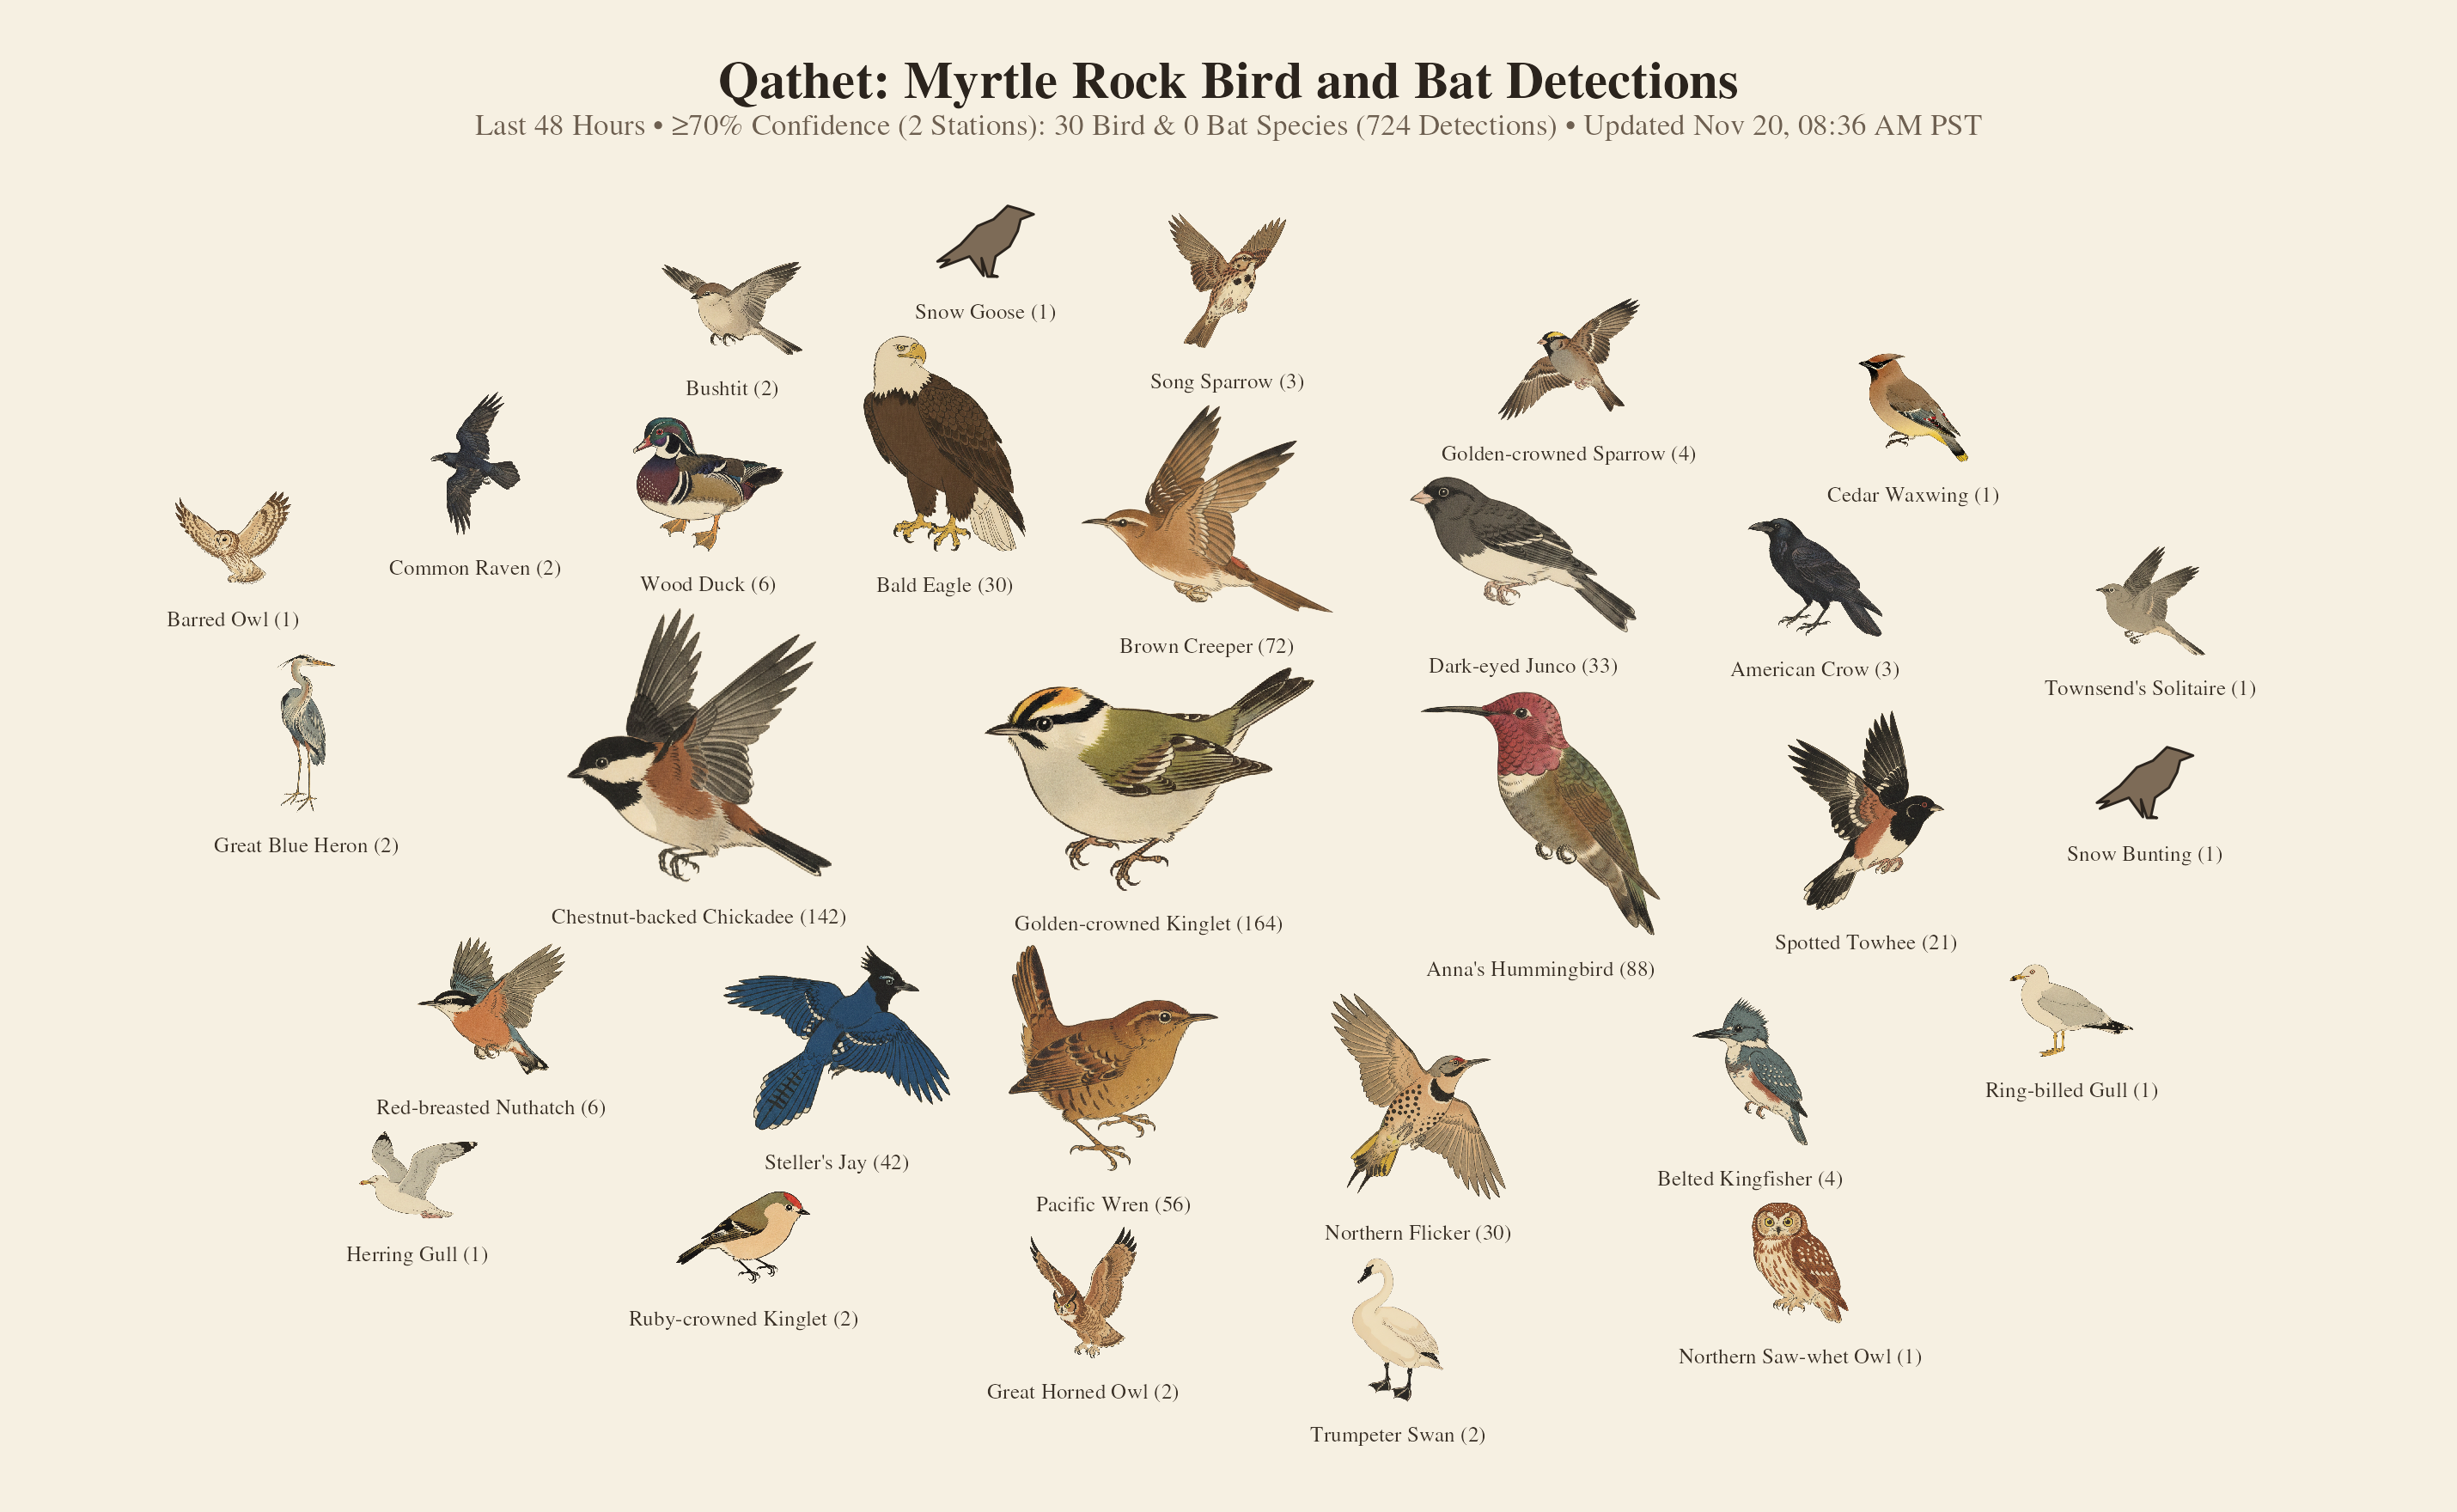 Qathet: Myrtle Rock Bird and Bat Detections
Last 48 Hours • ≥70% Confidence (2 Stations): 30 Bird & 0 Bat Species (724 Detections) • Updated Nov 20, 08:36 AM PST
Snow Goose (1)
Song Sparrow (3)
Bushtit (2)
Golden-crowned Sparrow (4)
Cedar Waxwing (1)
Common Raven (2)
Wood Duck (6)
Bald Eagle (30)
Barred Owl (1)
Brown Creeper (72)
Dark-eyed Junco (33)
American Crow (3)
Townsend's Solitaire (1)
Great Blue Heron (2)
Snow Bunting (1)
Chestnut-backed Chickadee (142)
Golden-crowned Kinglet (164)
Spotted Towhee (21)
Anna's Hummingbird (88)
Ring-billed Gull (1)
Red-breasted Nuthatch (6)
Steller's Jay (42)
Belted Kingfisher (4)
Pacific Wren (56)
Northern Flicker (30)
Herring Gull (1)
Ruby-crowned Kinglet (2)
Northern Saw-whet Owl (1)
Great Horned Owl (2)
Trumpeter Swan (2)